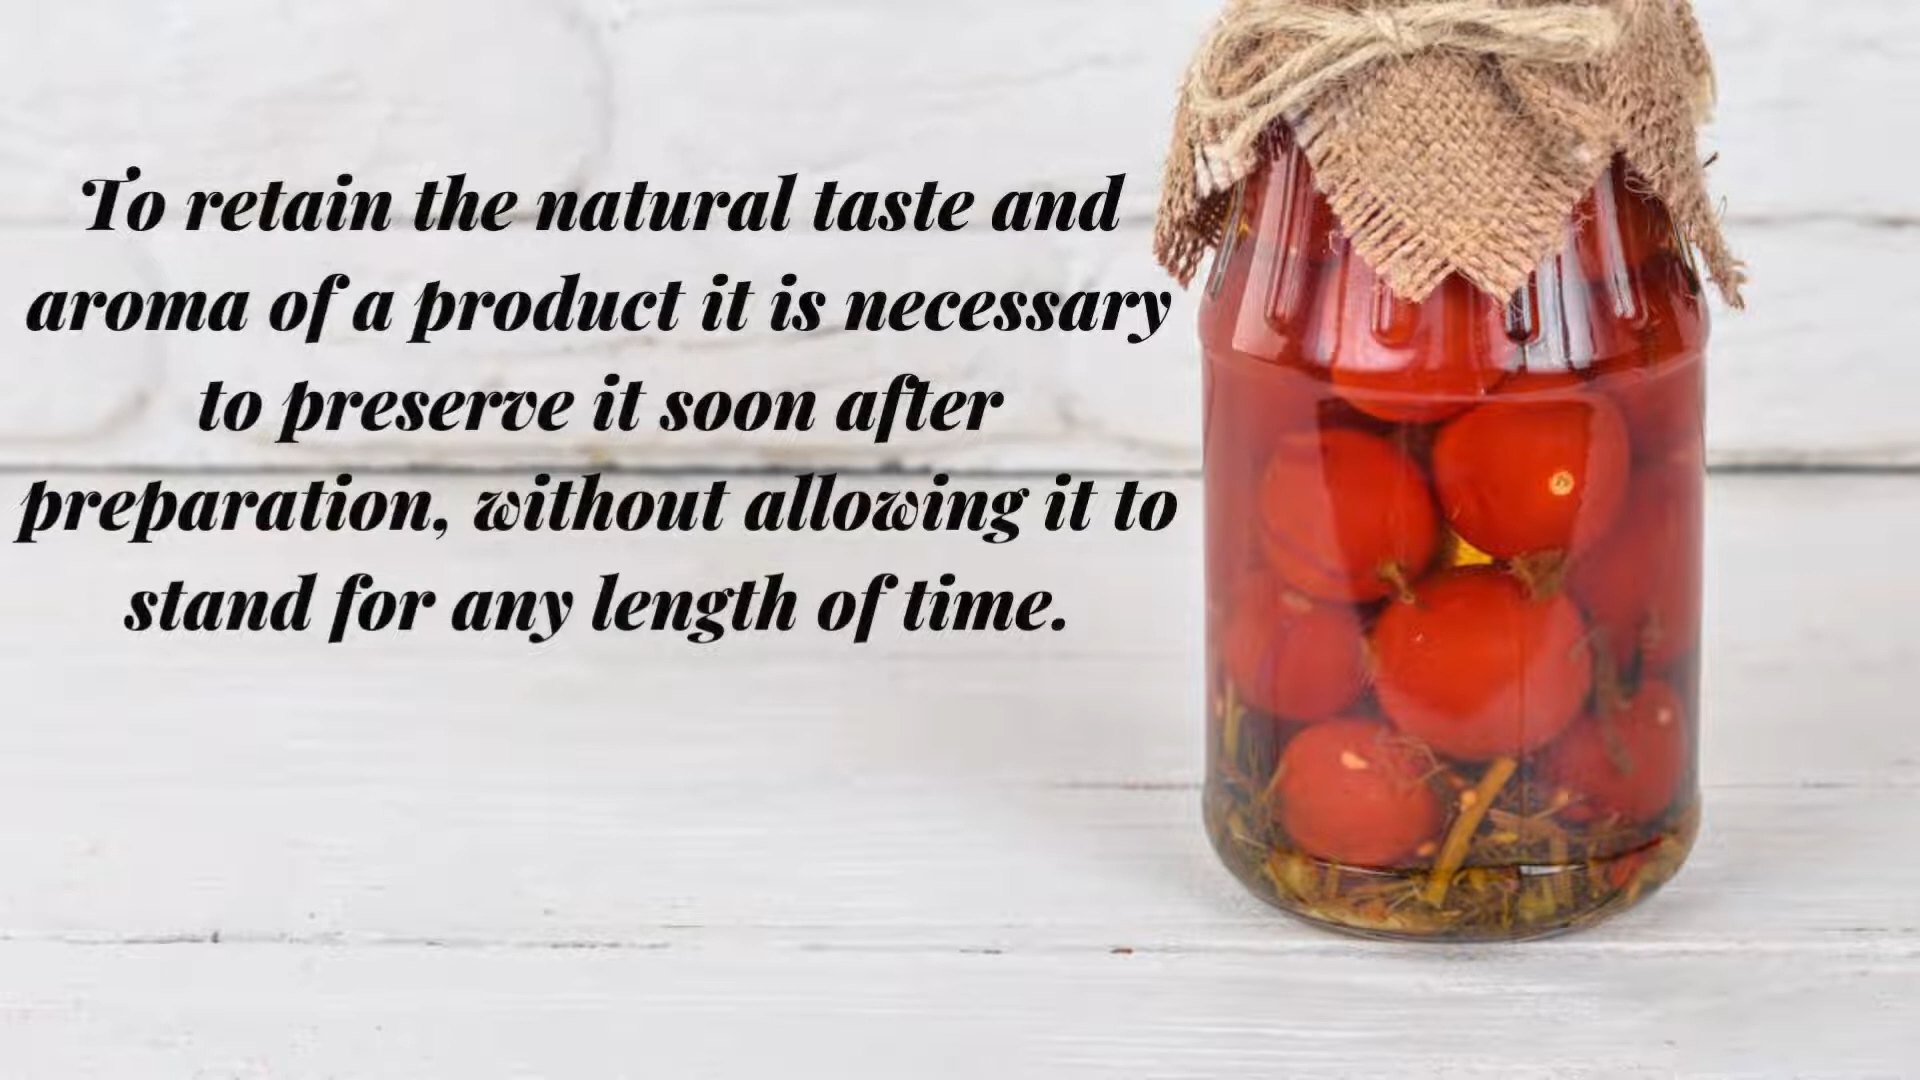 To retain the natural taste and
aroma of a product it is necessary
to preserve it soon after
preparation, without allowing it to
stand for any length of time.